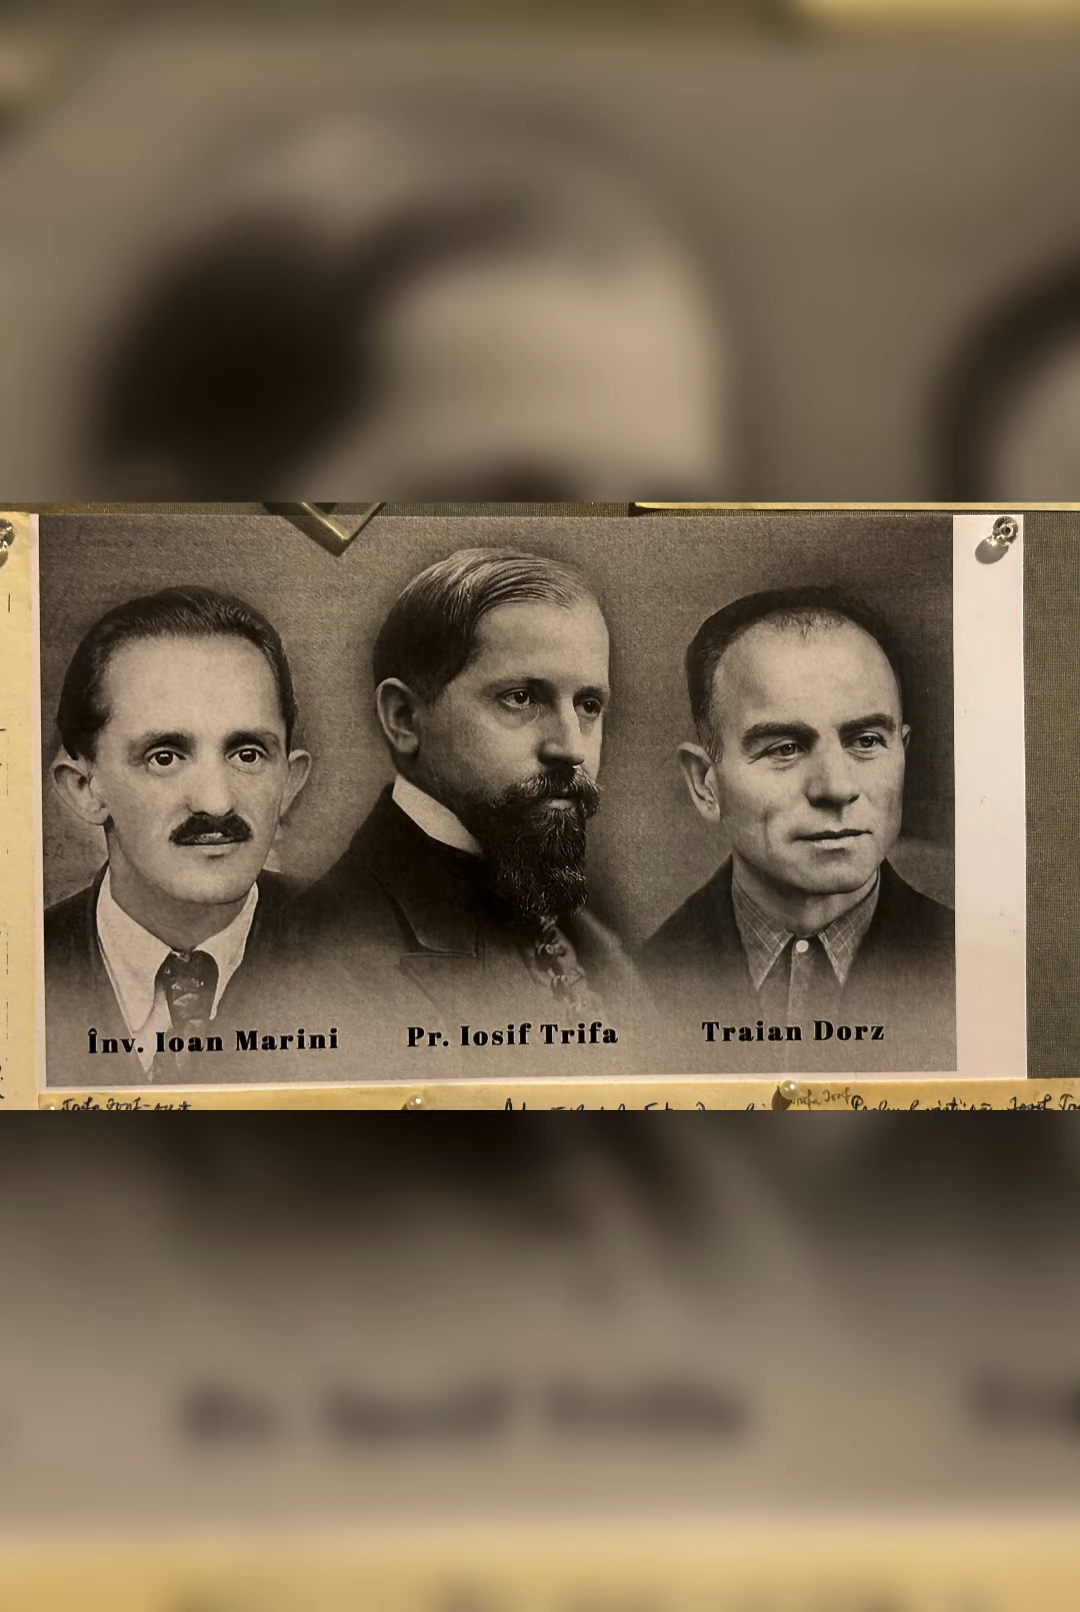 Înv. Ioan Marini
Pr. Iosif Trifa
Traian Dorz